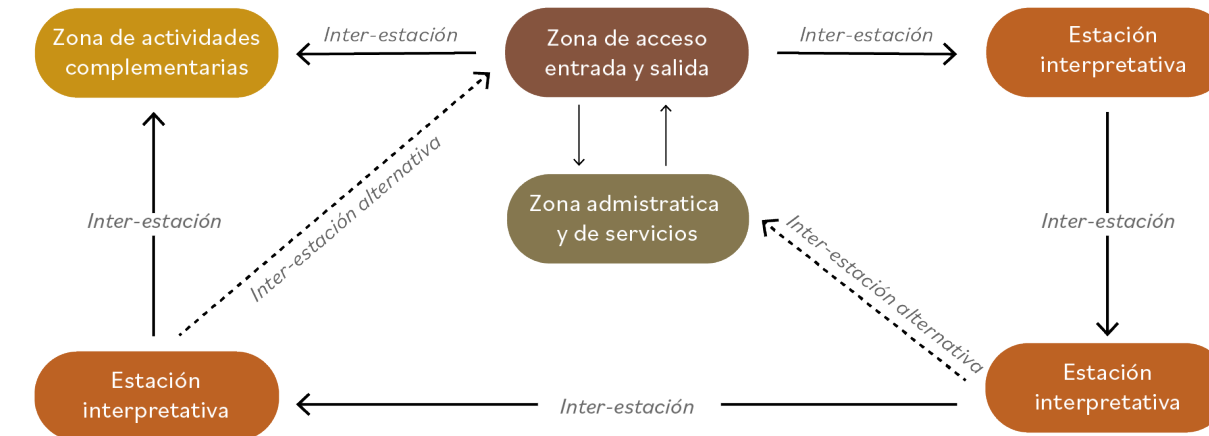 Zona de actividades
complementarias
Inter-estación
Zona de acceso
entrada y salida
Inter-estación
Estación
interpretativa
Inter-estación alternativa
Zona admistratica
y de servicios
Inter-estación
Inter-estación alternativa
Inter-estación
Estación
interpretativa
Inter-estación
Estación
interpretativa